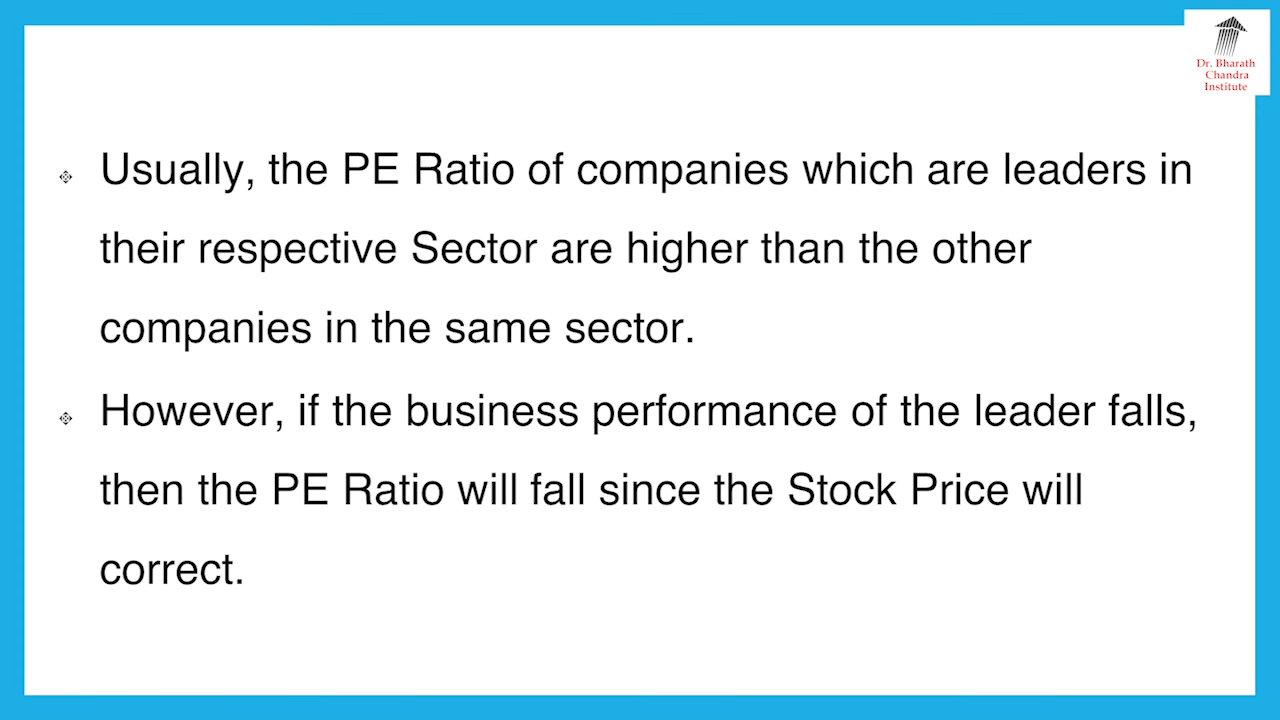 Dr. Bharath
Chandra
Institute
Usually, the PE Ratio of companies which are leaders in
their respective Sector are higher than the other
companies in the same sector.
However, if the business performance of the leader falls,
then the PE Ratio will fall since the Stock Price will
correct.